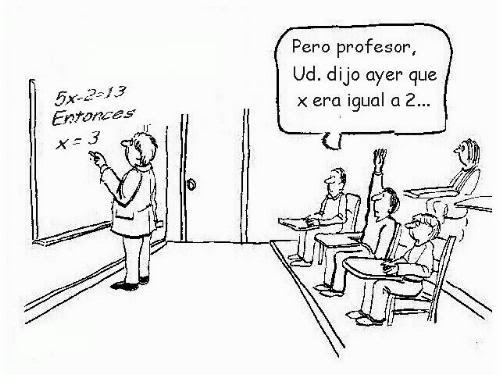 5x-2=13
Entonces
x = 3
Pero profesor,
Ud. dijo ayer que
x era igual a 2...